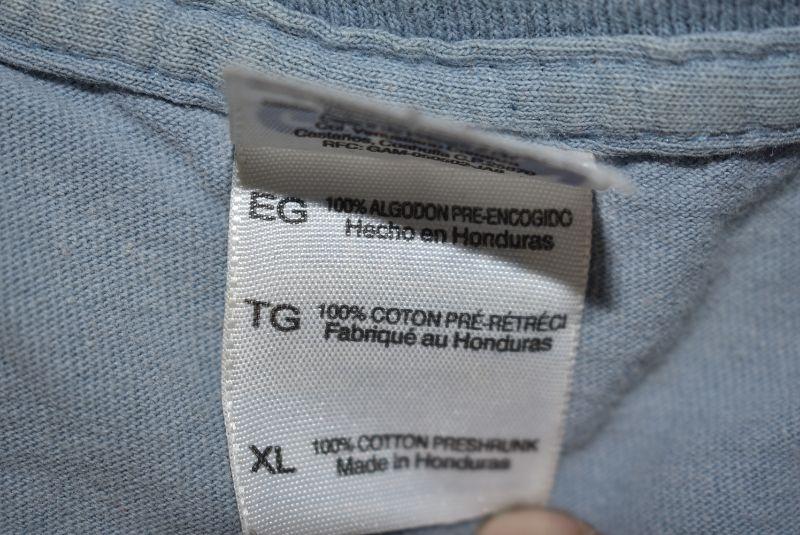 EG 100% ALGODON PRE-ENCOGIDO
Hecho en Honduras
TG 100% COTON PRÉ-RÉTRÉCI
Fabriqué au Honduras
XL 100% COTTON PRESHRUNK
Made in Honduras